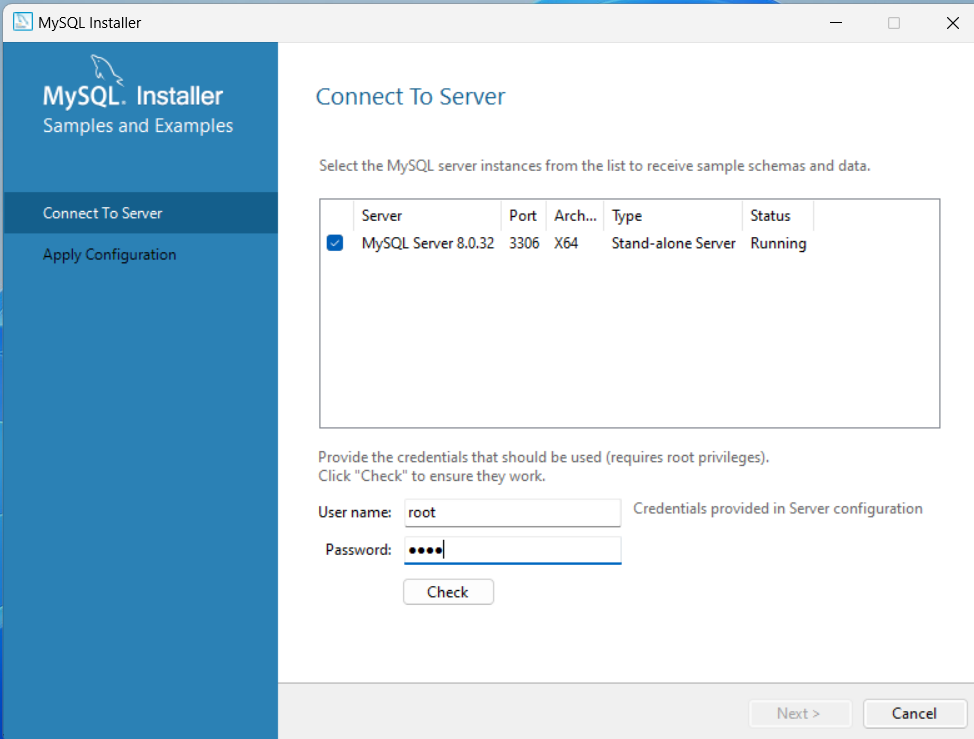 MySQL Installer
MySQL. Installer
Samples and Examples
Connect To Server
Apply Configuration
Connect To Server
Select the MySQL server instances from the list to receive sample schemas and data.
Server Port Arch... Type Status
MySQL Server 8.0.32 3306 X64 Stand-alone Server Running
Provide the credentials that should be used (requires root privileges).
Click "Check" to ensure they work.
User name: root Credentials provided in Server configuration
Password: ●●●●
Check
Next > Cancel